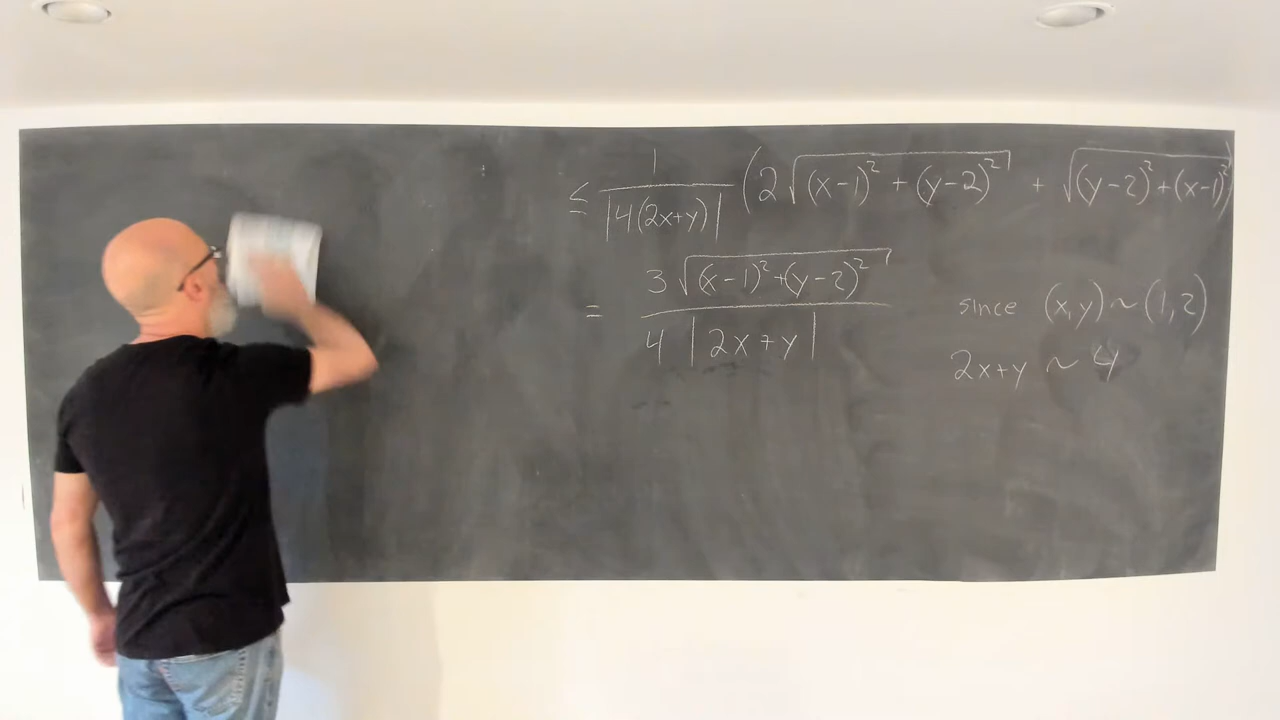 ≤ 1/|4(2x+y)| (2√((x-1)² + (y-2)²) + √((y-2)²+(x-1)²)
= 3√((x-1)²+(y-2)²) / 4|2x+y|
since (x,y) ~ (1,2)
2x+y ~ 4